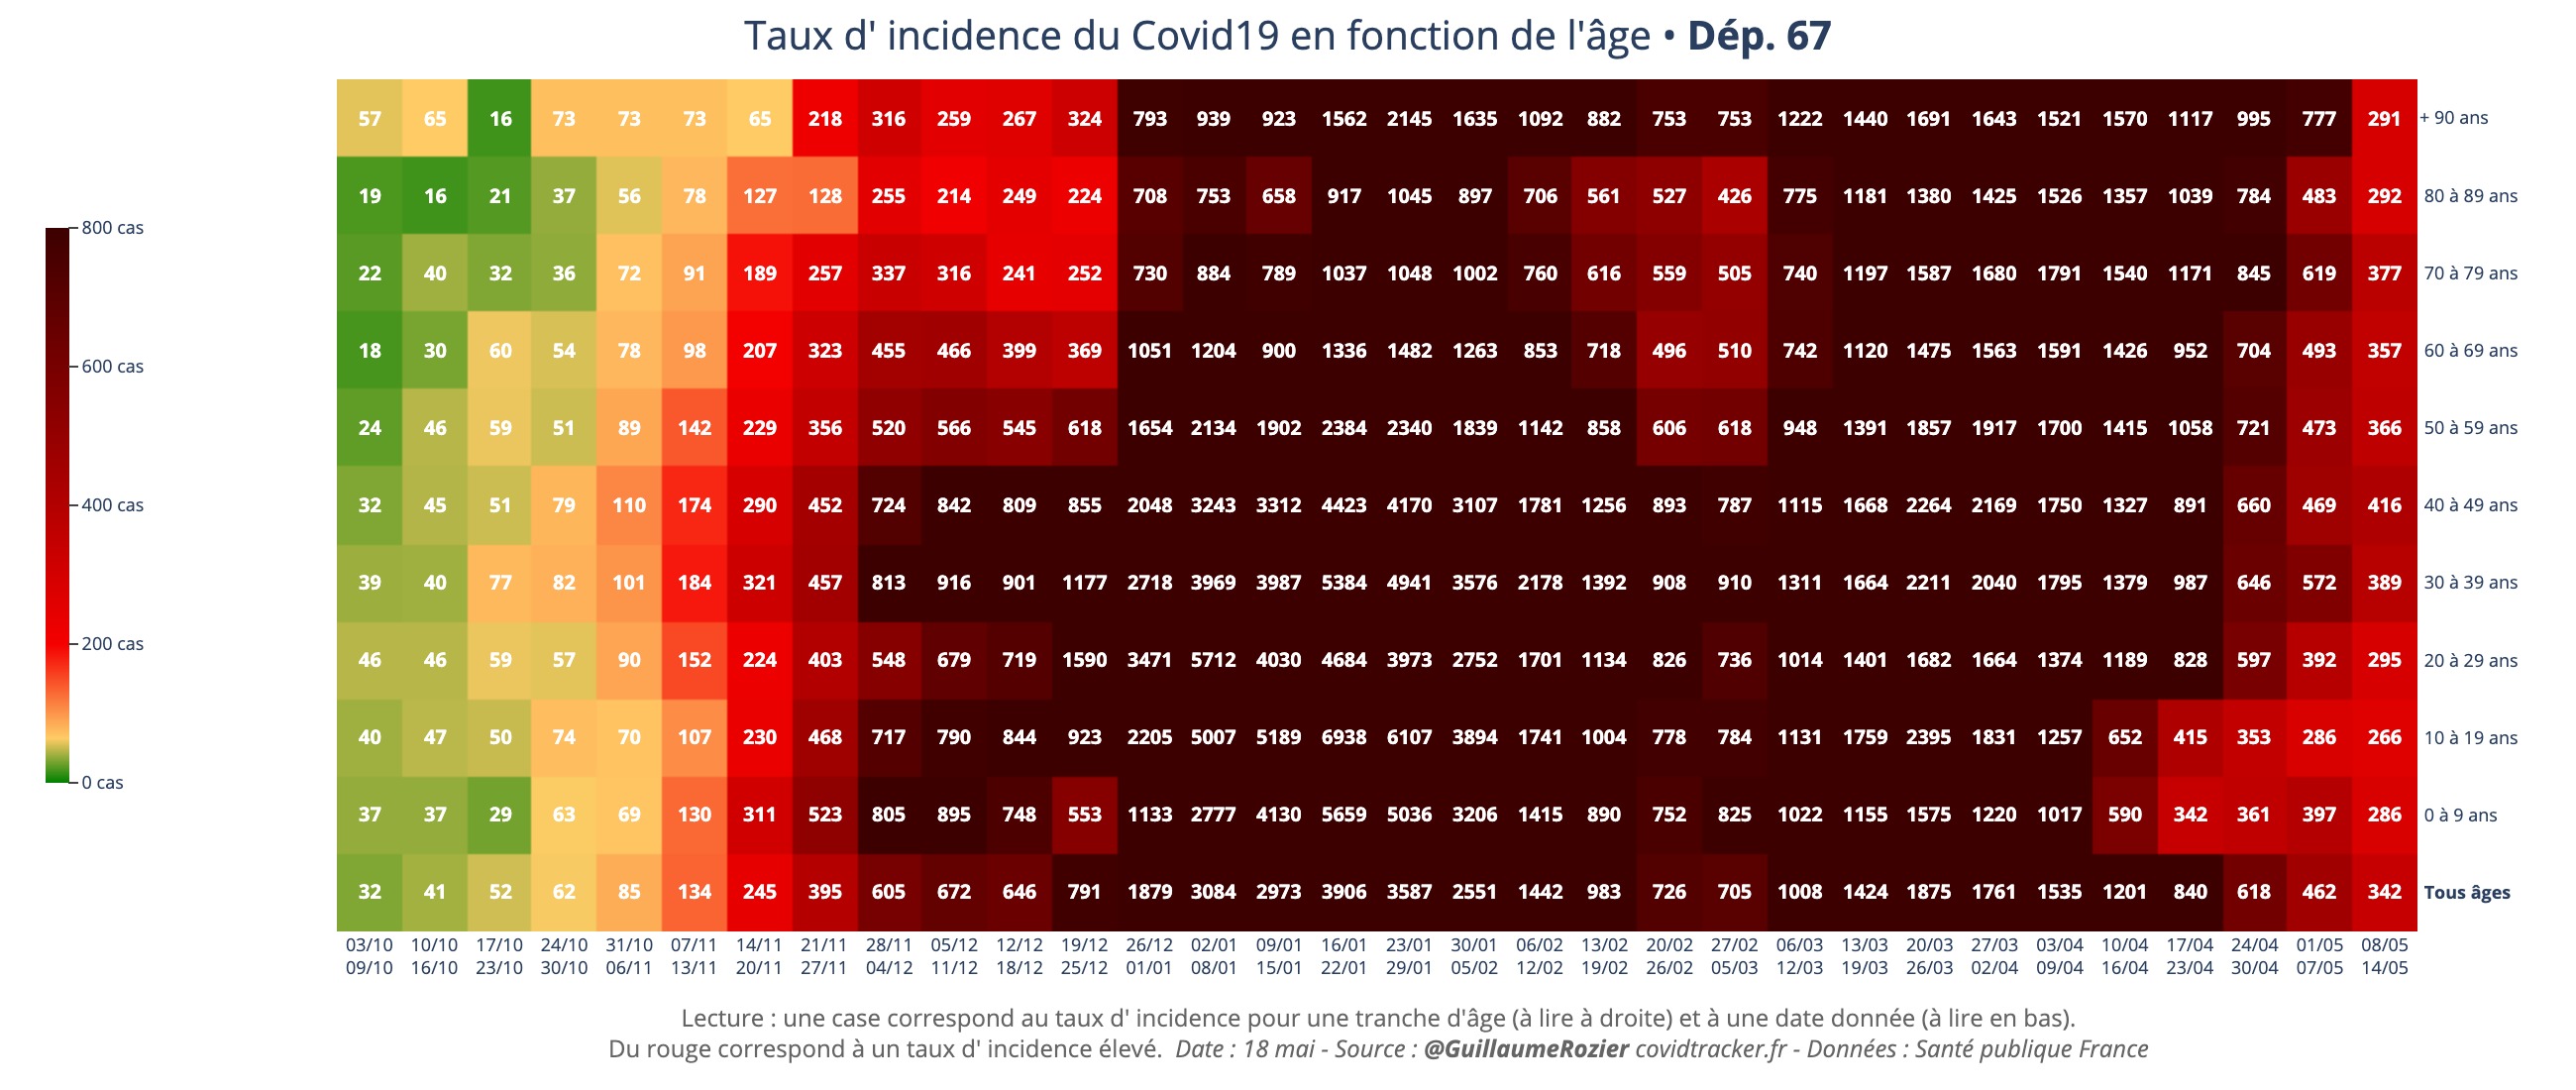 Taux d' incidence du Covid19 en fonction de l'âge • Dép. 67
57 65 16 73 73 73 65 218 316 259 267 324 793 939 923 1562 2145 1635 1092 882 753 753 1222 1440 1691 1643 1521 1570 1117 995 777 291 + 90 ans
19 16 21 37 56 78 127 128 255 214 249 224 708 753 658 917 1045 897 706 561 527 426 775 1181 1380 1425 1526 1357 1039 784 483 292 80 à 89 ans
800 cas
22 40 32 36 72 91 189 257 337 316 241 252 730 884 789 1037 1048 1002 760 616 559 505 740 1197 1587 1680 1791 1540 1171 845 619 377 70 à 79 ans
18 30 60 54 78 98 207 323 455 466 399 369 1051 1204 900 1336 1482 1263 853 718 496 510 742 1120 1475 1563 1591 1426 952 704 493 357 60 à 69 ans
600 cas
24 46 59 51 89 142 229 356 520 566 545 618 1654 2134 1902 2384 2340 1839 1142 858 606 618 948 1391 1857 1917 1700 1415 1058 721 473 366 50 à 59 ans
400 cas
32 45 51 79 110 174 290 452 724 842 809 855 2048 3243 3312 4423 4170 3107 1781 1256 893 787 1115 1668 2264 2169 1750 1327 891 660 469 416 40 à 49 ans
39 40 77 82 101 184 321 457 813 916 901 1177 2718 3969 3987 5384 4941 3576 2178 1392 908 910 1311 1664 2211 2040 1795 1379 987 646 572 389 30 à 39 ans
200 cas
46 46 59 57 90 152 224 403 548 679 719 1590 3471 5712 4030 4684 3973 2752 1701 1134 826 736 1014 1401 1682 1664 1374 1189 828 597 392 295 20 à 29 ans
40 47 50 74 70 107 230 468 717 790 844 923 2205 5007 5189 6938 6107 3894 1741 1004 778 784 1131 1759 2395 1831 1257 652 415 353 286 266 10 à 19 ans
0 cas
37 37 29 63 69 130 311 523 805 895 748 553 1133 2777 4130 5659 5036 3206 1415 890 752 825 1022 1155 1575 1220 1017 590 342 361 397 286 0 à 9 ans
32 41 52 62 85 134 245 395 605 672 646 791 1879 3084 2973 3906 3587 2551 1442 983 726 705 1008 1424 1875 1761 1535 1201 840 618 462 342 Tous âges
03/10 10/10 17/10 24/10 31/10 07/11 14/11 21/11 28/11 05/12 12/12 19/12 26/12 02/01 09/01 16/01 23/01 30/01 06/02 13/02 20/02 27/02 06/03 13/03 20/03 27/03 03/04 10/04 17/04 24/04 01/05 08/05
09/10 16/10 23/10 30/10 06/11 13/11 20/11 27/11 04/12 11/12 18/12 25/12 01/01 08/01 15/01 22/01 29/01 05/02 12/02 19/02 26/02 05/03 12/03 19/03 26/03 02/04 09/04 16/04 23/04 30/04 07/05 14/05
Lecture : une case correspond au taux d' incidence pour une tranche d'âge (à lire à droite) et à une date donnée (à lire en bas).
Du rouge correspond à un taux d' incidence élevé. Date : 18 mai - Source : @GuillaumeRozier covidtracker.fr - Données : Santé publique France